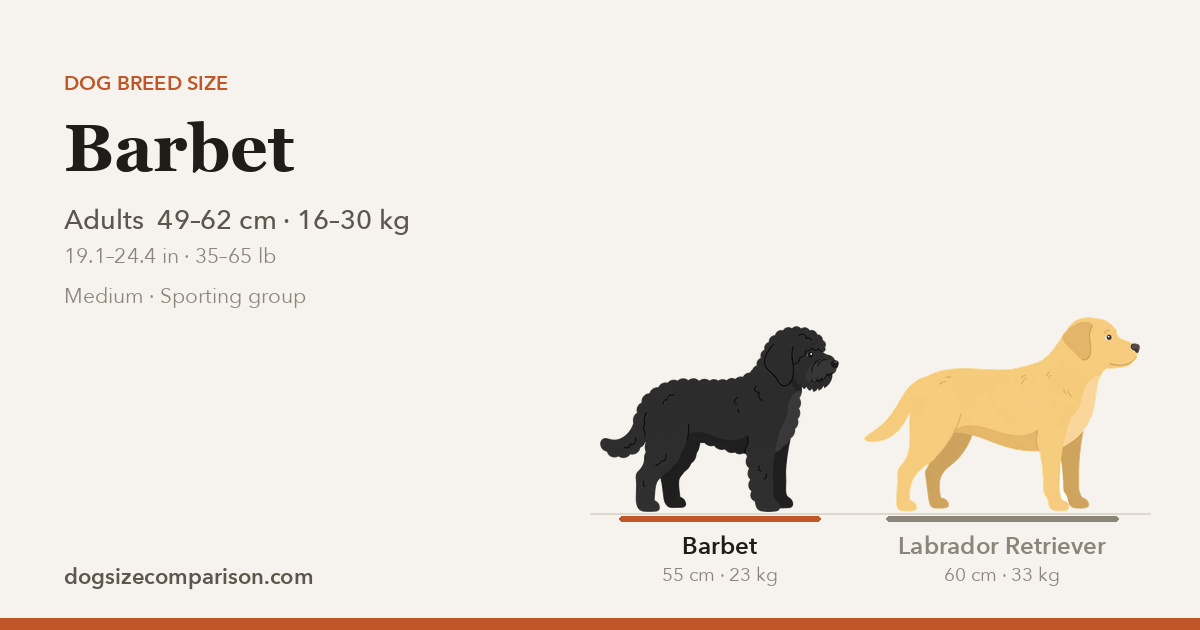 DOG BREED SIZE
Barbet
Adults 49–62 cm · 16–30 kg
19.1–24.4 in · 35–65 lb
Medium · Sporting group
Barbet
55 cm · 23 kg
Labrador Retriever
60 cm · 33 kg
dogsizecomparison.com